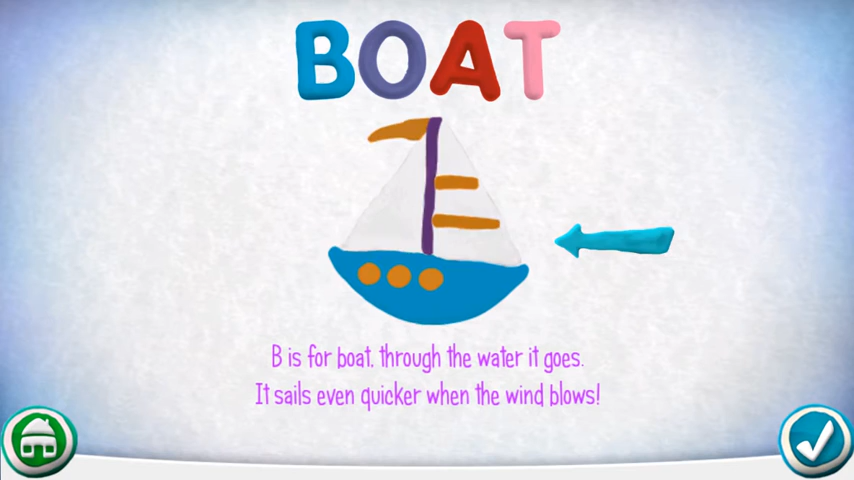 BOAT
B is for boat, through the water it goes.
It sails even quicker when the wind blows!